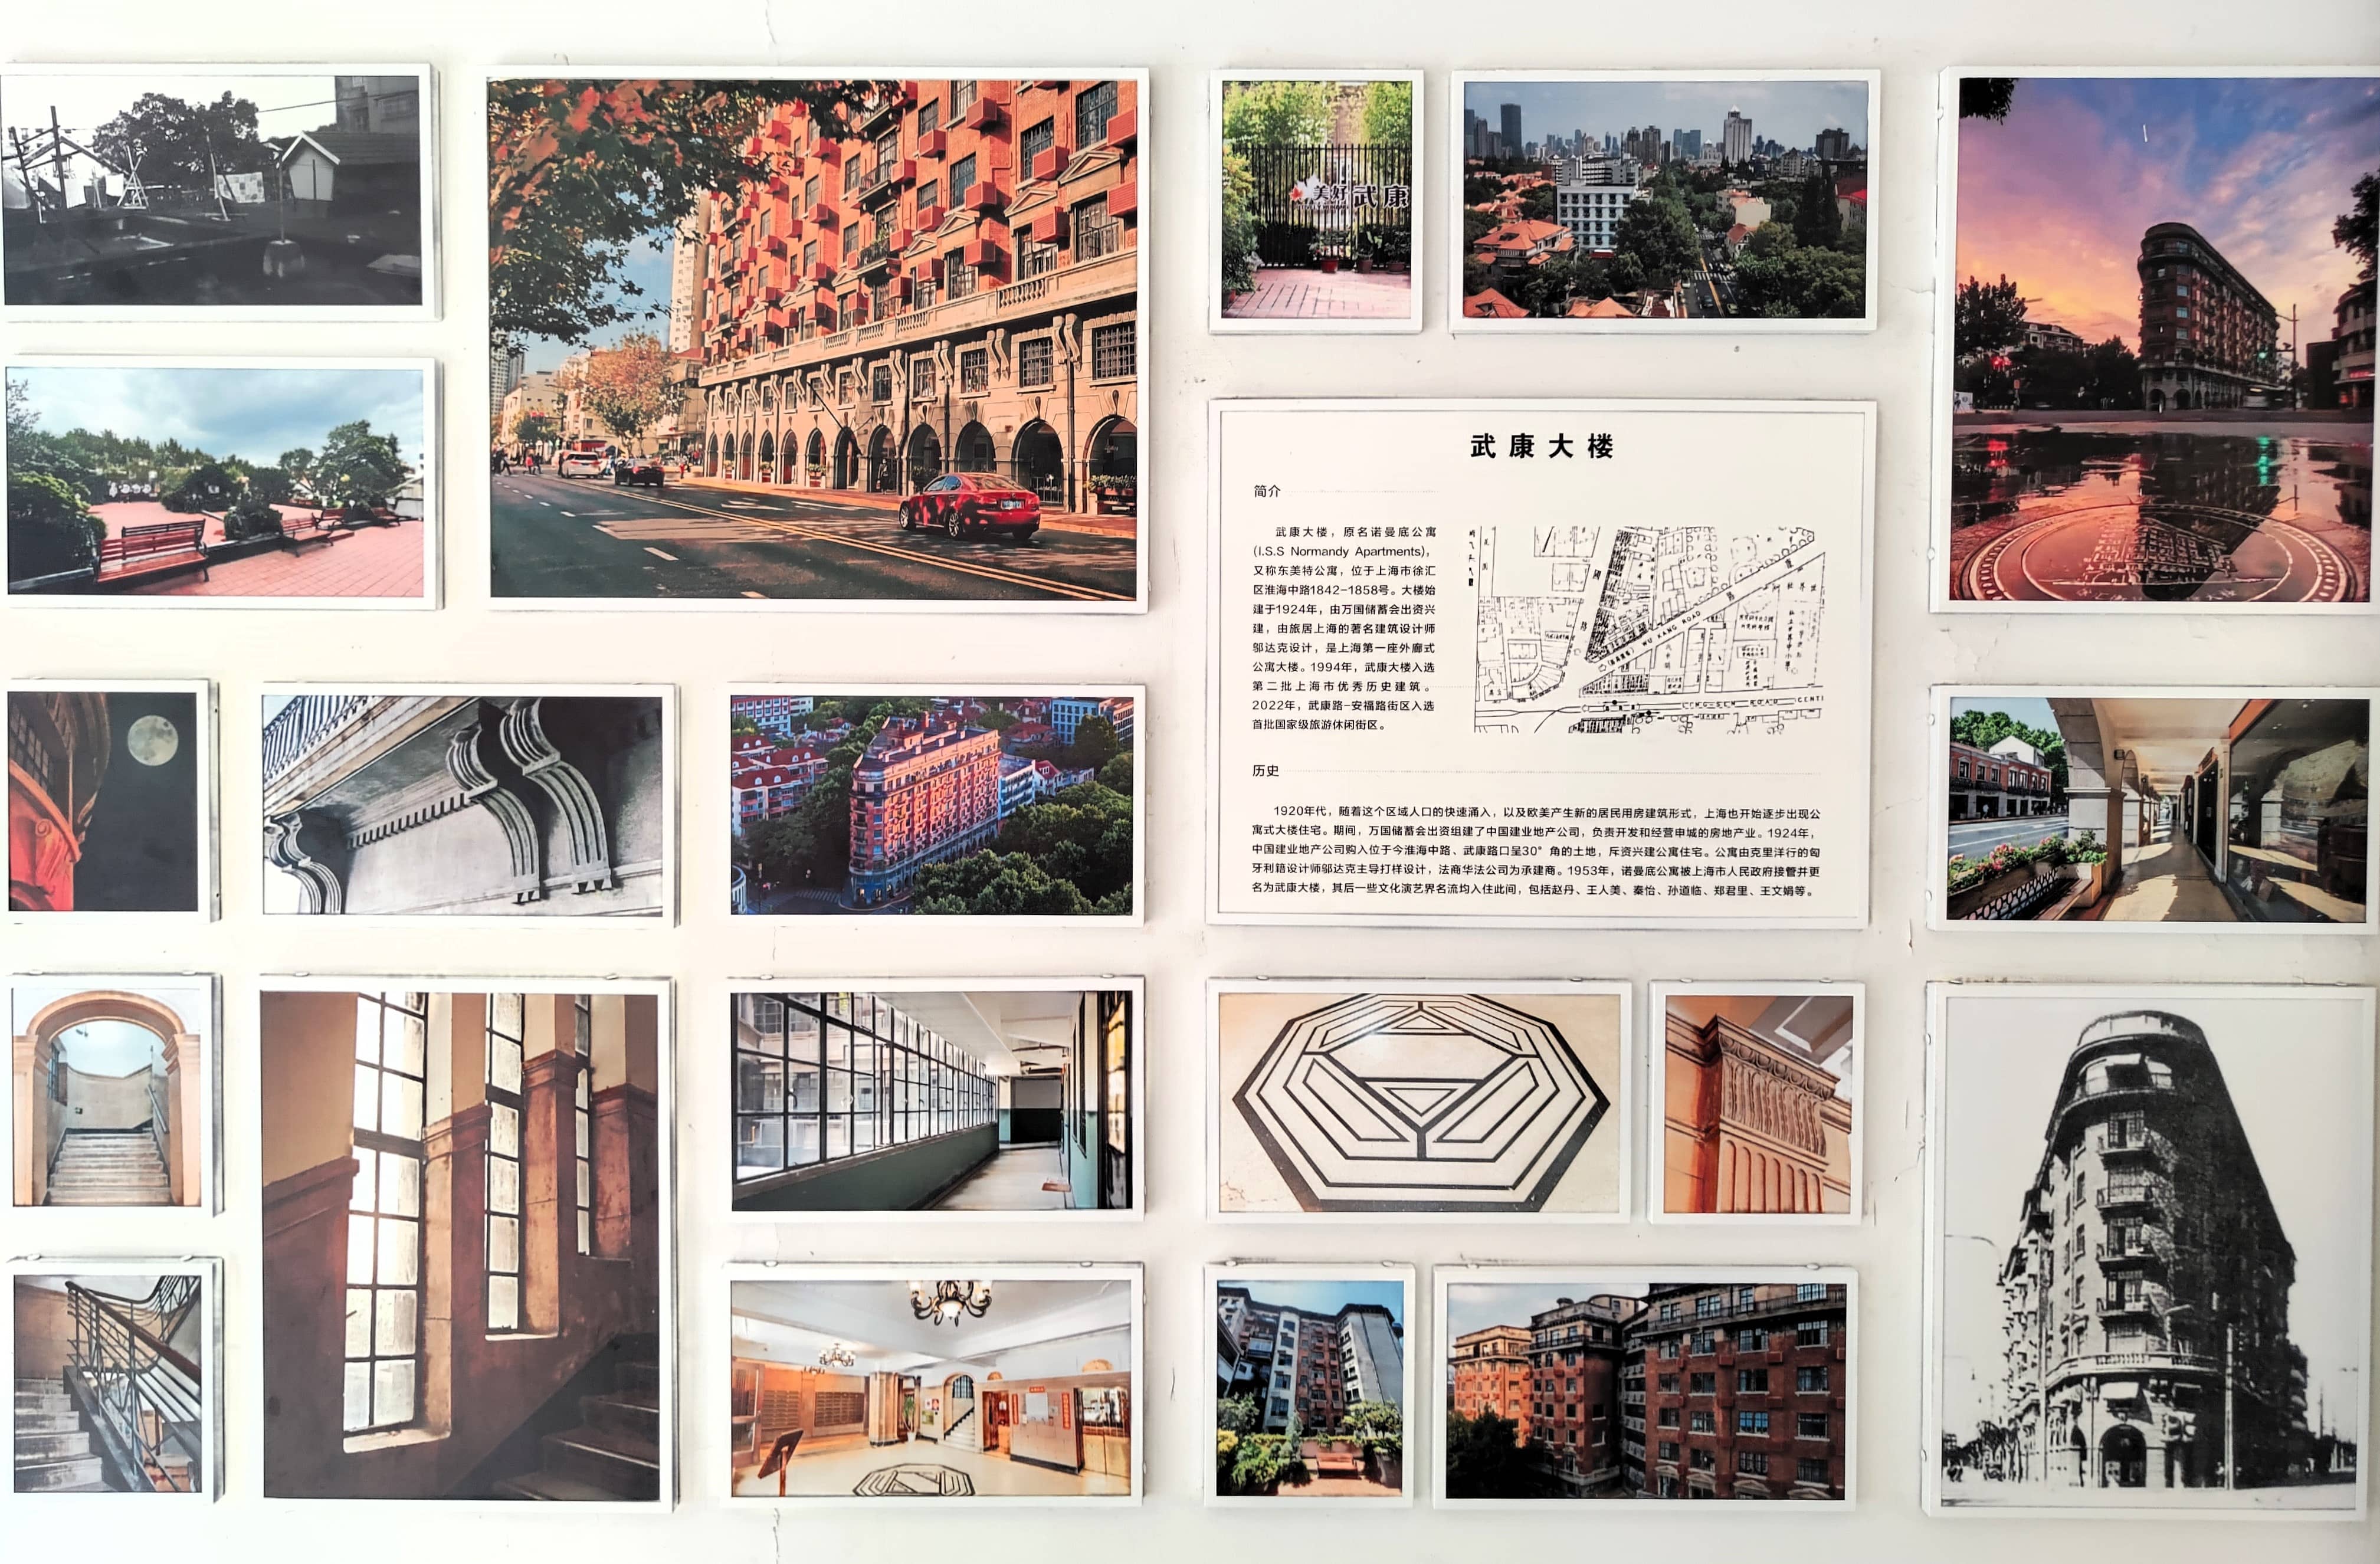 美好武康
武康大楼
简介
武康大楼，原名诺曼底公寓
(I.S.S Normandy Apartments)，
又称东美特公寓，位于上海市徐汇
区淮海中路1842-1858号。大楼始
建于1924年，由万国储蓄会出资兴
建，由旅居上海的著名建筑设计师
邬达克设计，是上海第一座外廊式
公寓大楼。1994年，武康大楼入选
第二批上海市优秀历史建筑。
2022年，武康路-安福路街区入选
首批国家级旅游休闲街区。
WU KANG ROAD
ROAD CENT
历史
1920年代，随着这个区域人口的快速涌入，以及欧美产生新的居民用房建筑形式，上海也开始逐步出现公
寓式大楼住宅。期间，万国储蓄会出资组建了中国建业地产公司，负责开发和经营申城的房地产业。1924年，
中国建业地产公司购入位于今淮海中路、武康路口呈30°角的土地，斥资兴建公寓住宅。公寓由克里洋行的匈
牙利籍设计师邬达克主导打样设计，法商华法公司为承建商。1953年，诺曼底公寓被上海市人民政府接管并更
名为武康大楼，其后一些文化演艺界名流均入住此间，包括赵丹、王人美、秦怡、孙道临、郑君里、王文娟等。